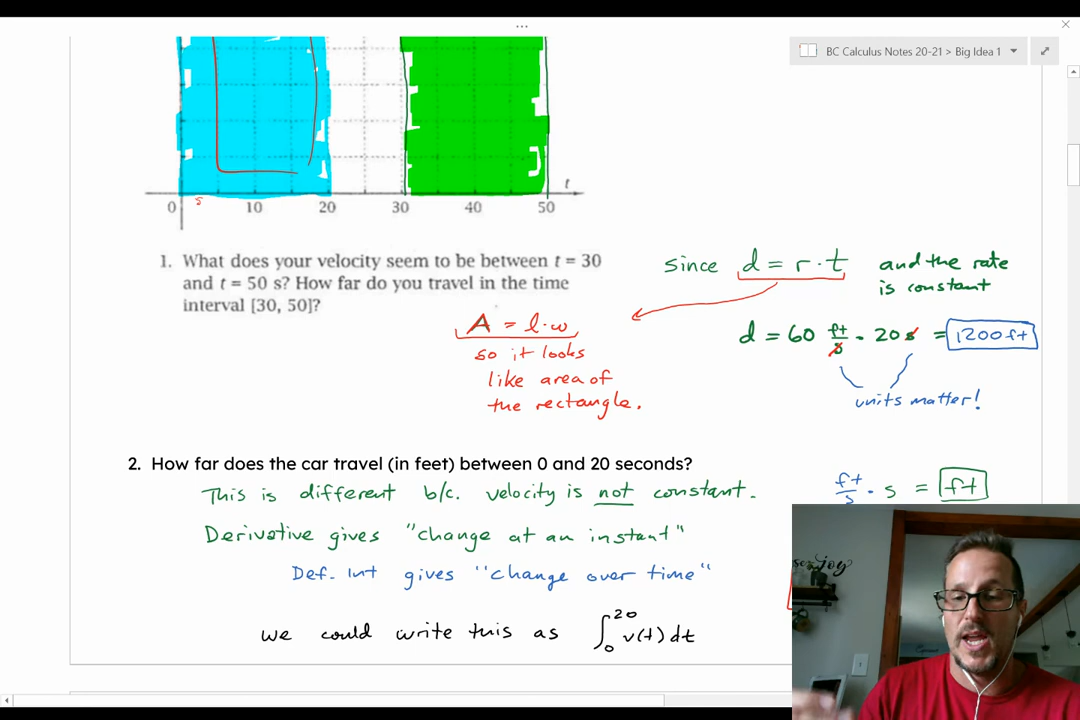 BC Calculus Notes 20-21 > Big Idea 1
t
0 10 20 30 40 50
5
1. What does your velocity seem to be between t = 30
and t = 50 s? How far do you travel in the time
interval [30, 50]?
since d = r · t and the rate
is constant
A = l · w
so it looks
like area of
the rectangle.
d = 60 ft/s · 20 s = 1200 ft
units matter!
2. How far does the car travel (in feet) between 0 and 20 seconds?
This is different b/c. velocity is not constant.
ft/s · s = ft
Derivative gives "change at an instant"
Def. Int gives "change over time"
we could write this as ∫₀²⁰ v(t) dt
joy